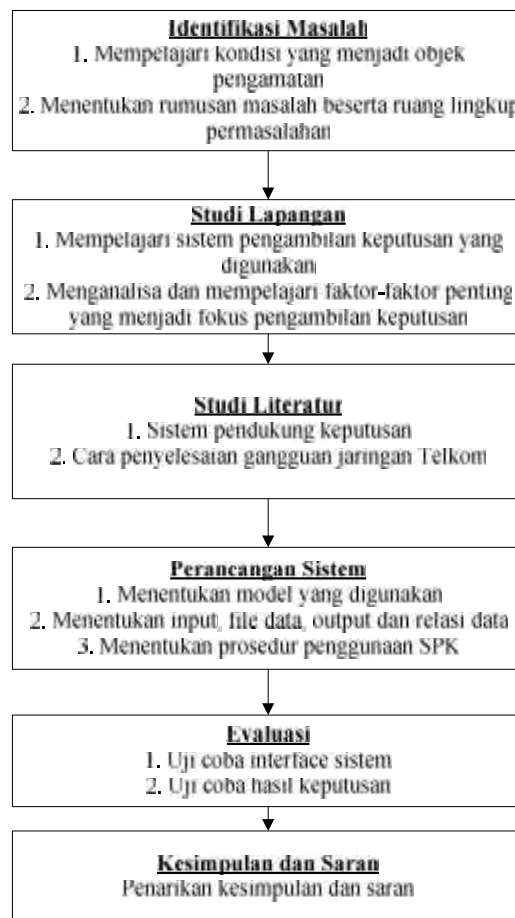 Identifikasi Masalah
1. Mempelajari kondisi yang menjadi objek
pengamatan
2. Menentukan rumusan masalah beserta ruang lingkup
permasalahan
Studi Lapangan
1. Mempelajari sistem pengambilan keputusan yang
digunakan
2. Menganalisa dan mempelajari faktor-faktor penting
yang menjadi fokus pengambilan keputusan
Studi Literatur
1. Sistem pendukung keputusan
2. Cara penyelesaian gangguan jaringan Telkom
Perancangan Sistem
1. Menentukan model yang digunakan
2. Menentukan input, file data, output dan relasi data
3. Menentukan prosedur penggunaan SPK
Evaluasi
1. Uji coba interface sistem
2. Uji coba hasil keputusan
Kesimpulan dan Saran
Penarikan kesimpulan dan saran